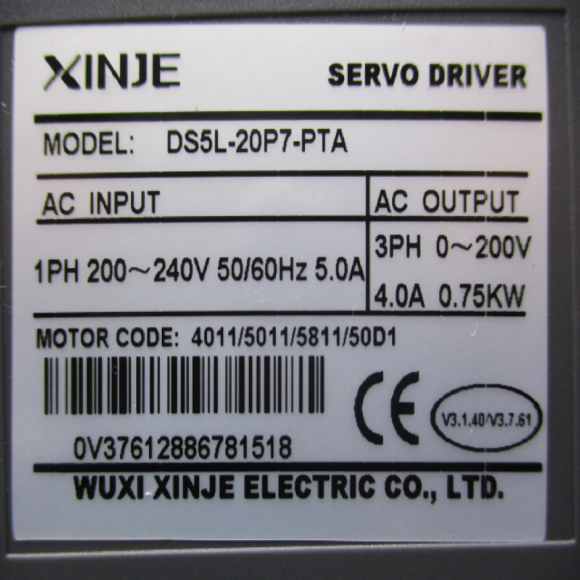 XINJE SERVO DRIVER
MODEL: DS5L-20P7-PTA
AC INPUT
1PH 200～240V 50/60Hz 5.0A
AC OUTPUT
3PH 0～200V
4.0A 0.75KW
MOTOR CODE: 4011/5011/5811/50D1
0V37612886781518
CE
V3.1.40/V3.7.61
WUXI XINJE ELECTRIC CO., LTD.